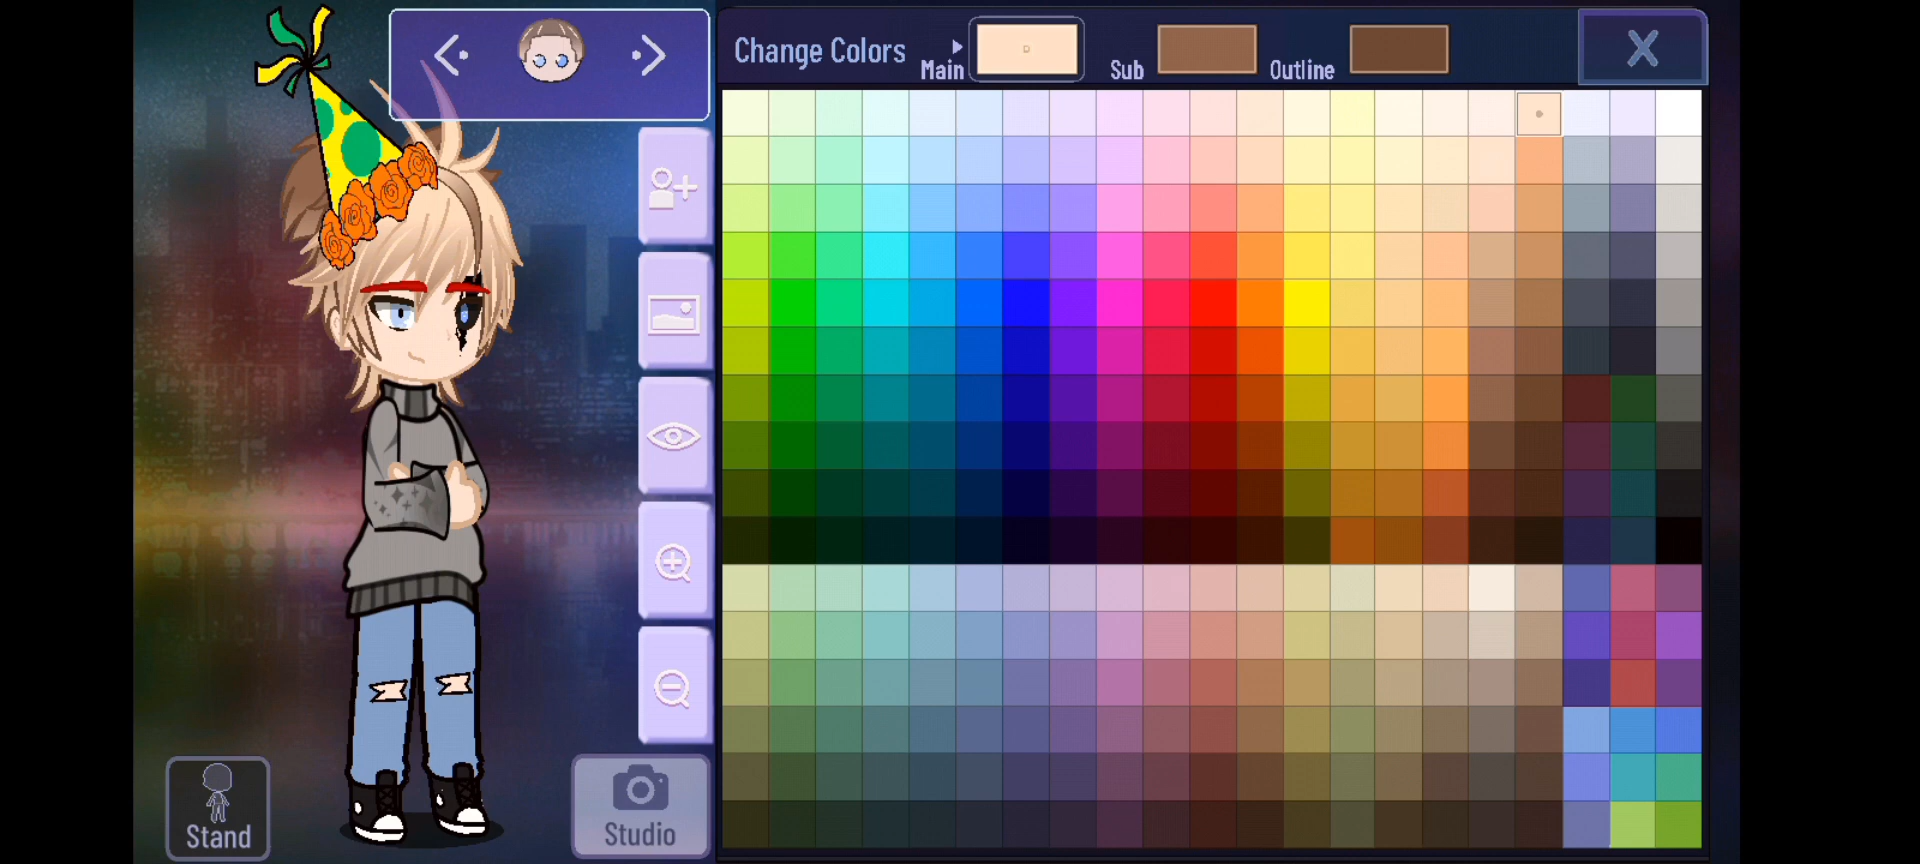 Change Colors
Main
Sub
Outline
X
Stand
Studio